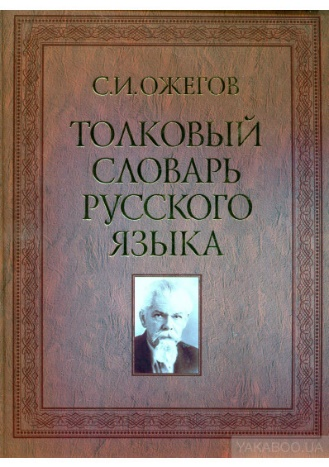 С.И.ОЖЕГОВ
ТОЛКОВЫЙ
СЛОВАРЬ
РУССКОГО
ЯЗЫКА
YAKABOO.UA